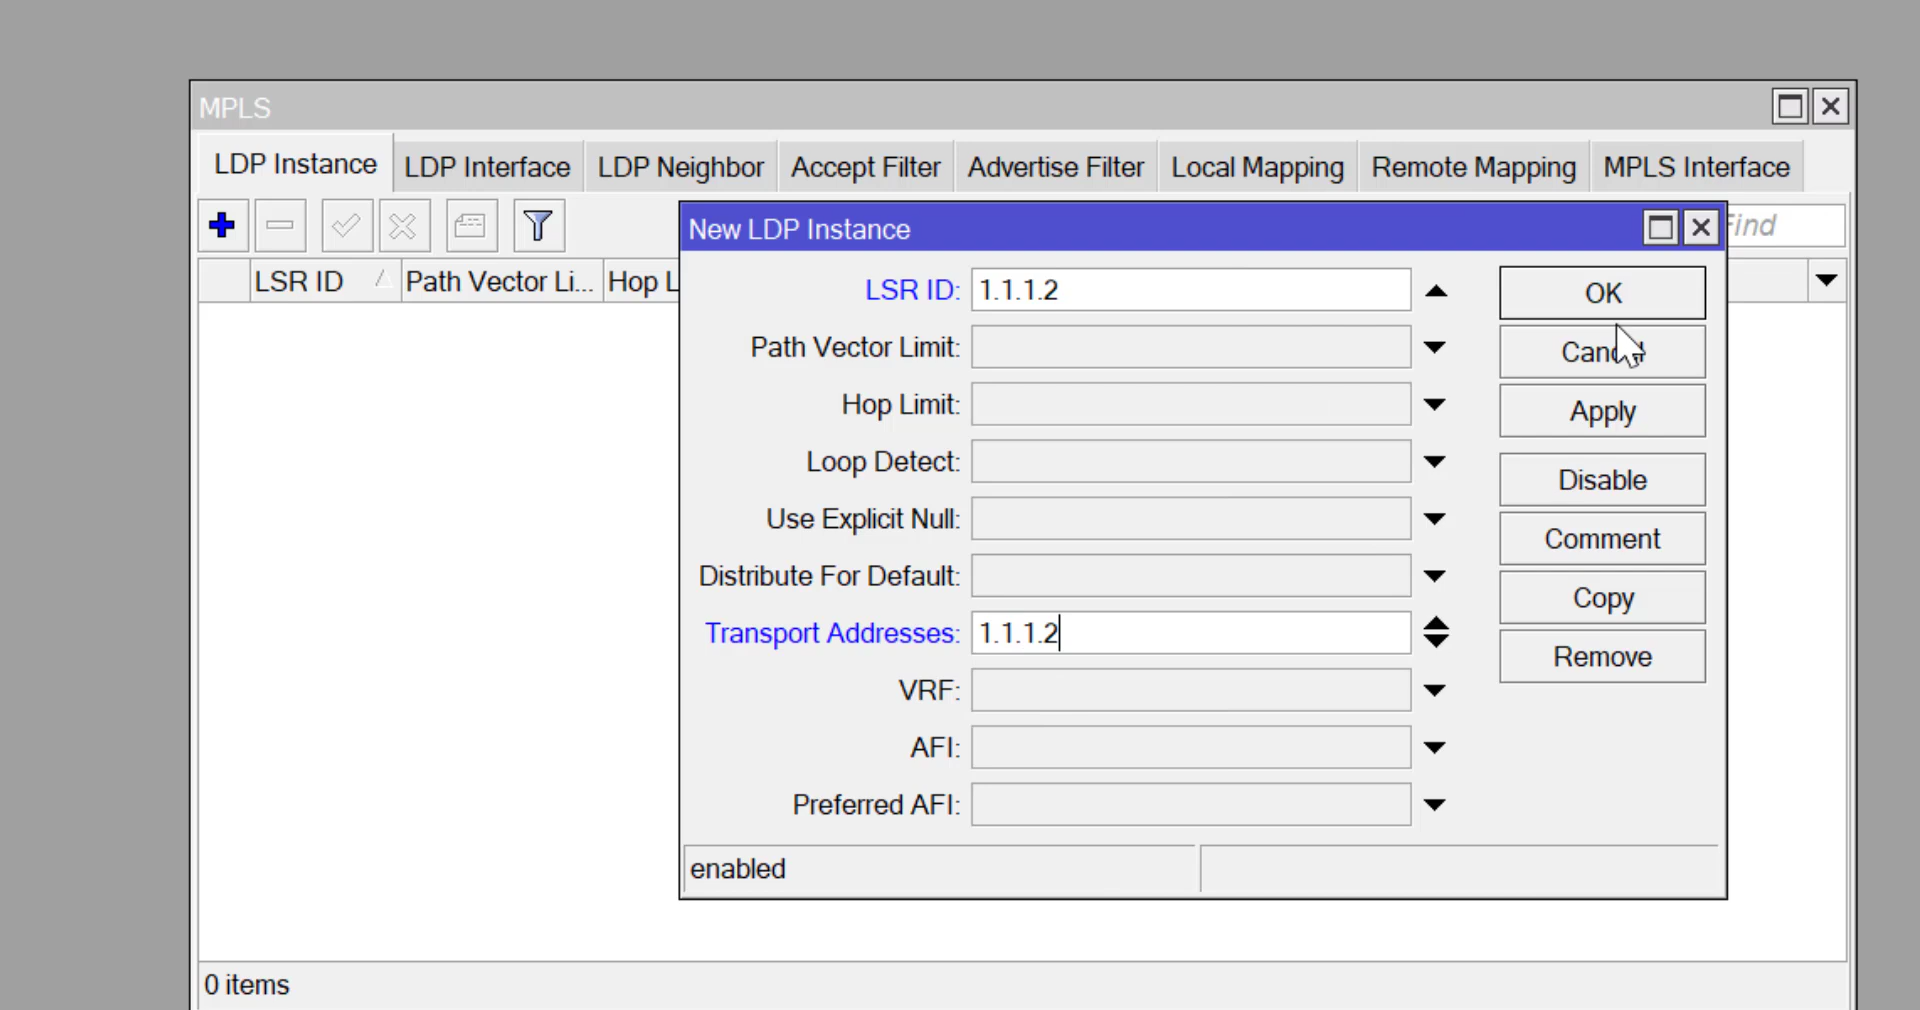 MPLS
LDP Instance LDP Interface LDP Neighbor Accept Filter Advertise Filter Local Mapping Remote Mapping MPLS Interface
Find
LSR ID Path Vector Li... Hop L
New LDP Instance
LSR ID: 1.1.1.2
Path Vector Limit:
Hop Limit:
Loop Detect:
Use Explicit Null:
Distribute For Default:
Transport Addresses: 1.1.1.2
VRF:
AFI:
Preferred AFI:
OK
Cancel
Apply
Disable
Comment
Copy
Remove
enabled
0 items